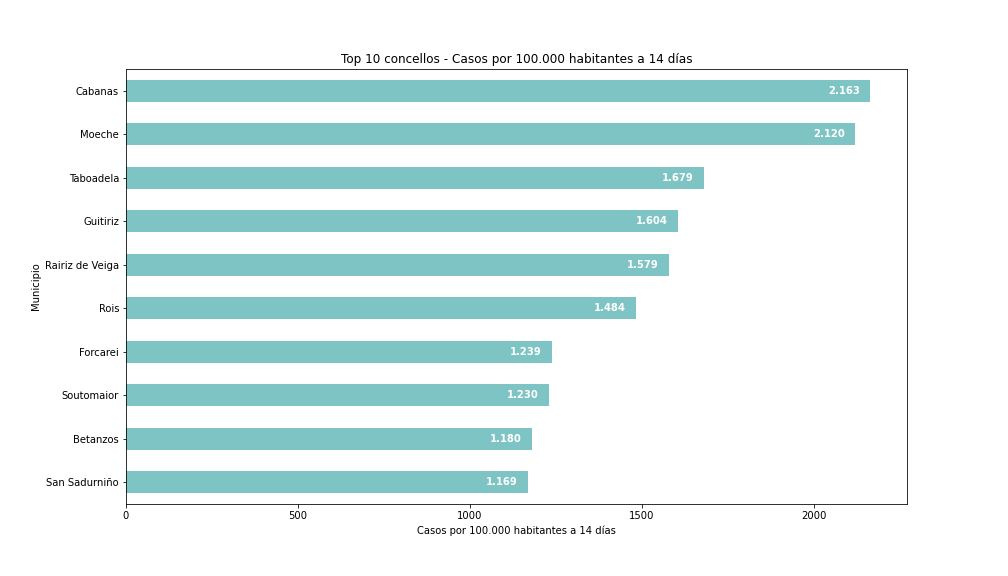 Top 10 concellos - Casos por 100.000 habitantes a 14 días
Municipio
Cabanas 2.163
Moeche 2.120
Taboadela 1.679
Guitiriz 1.604
Rairiz de Veiga 1.579
Rois 1.484
Forcarei 1.239
Soutomaior 1.230
Betanzos 1.180
San Sadurniño 1.169
0 500 1000 1500 2000
Casos por 100.000 habitantes a 14 días